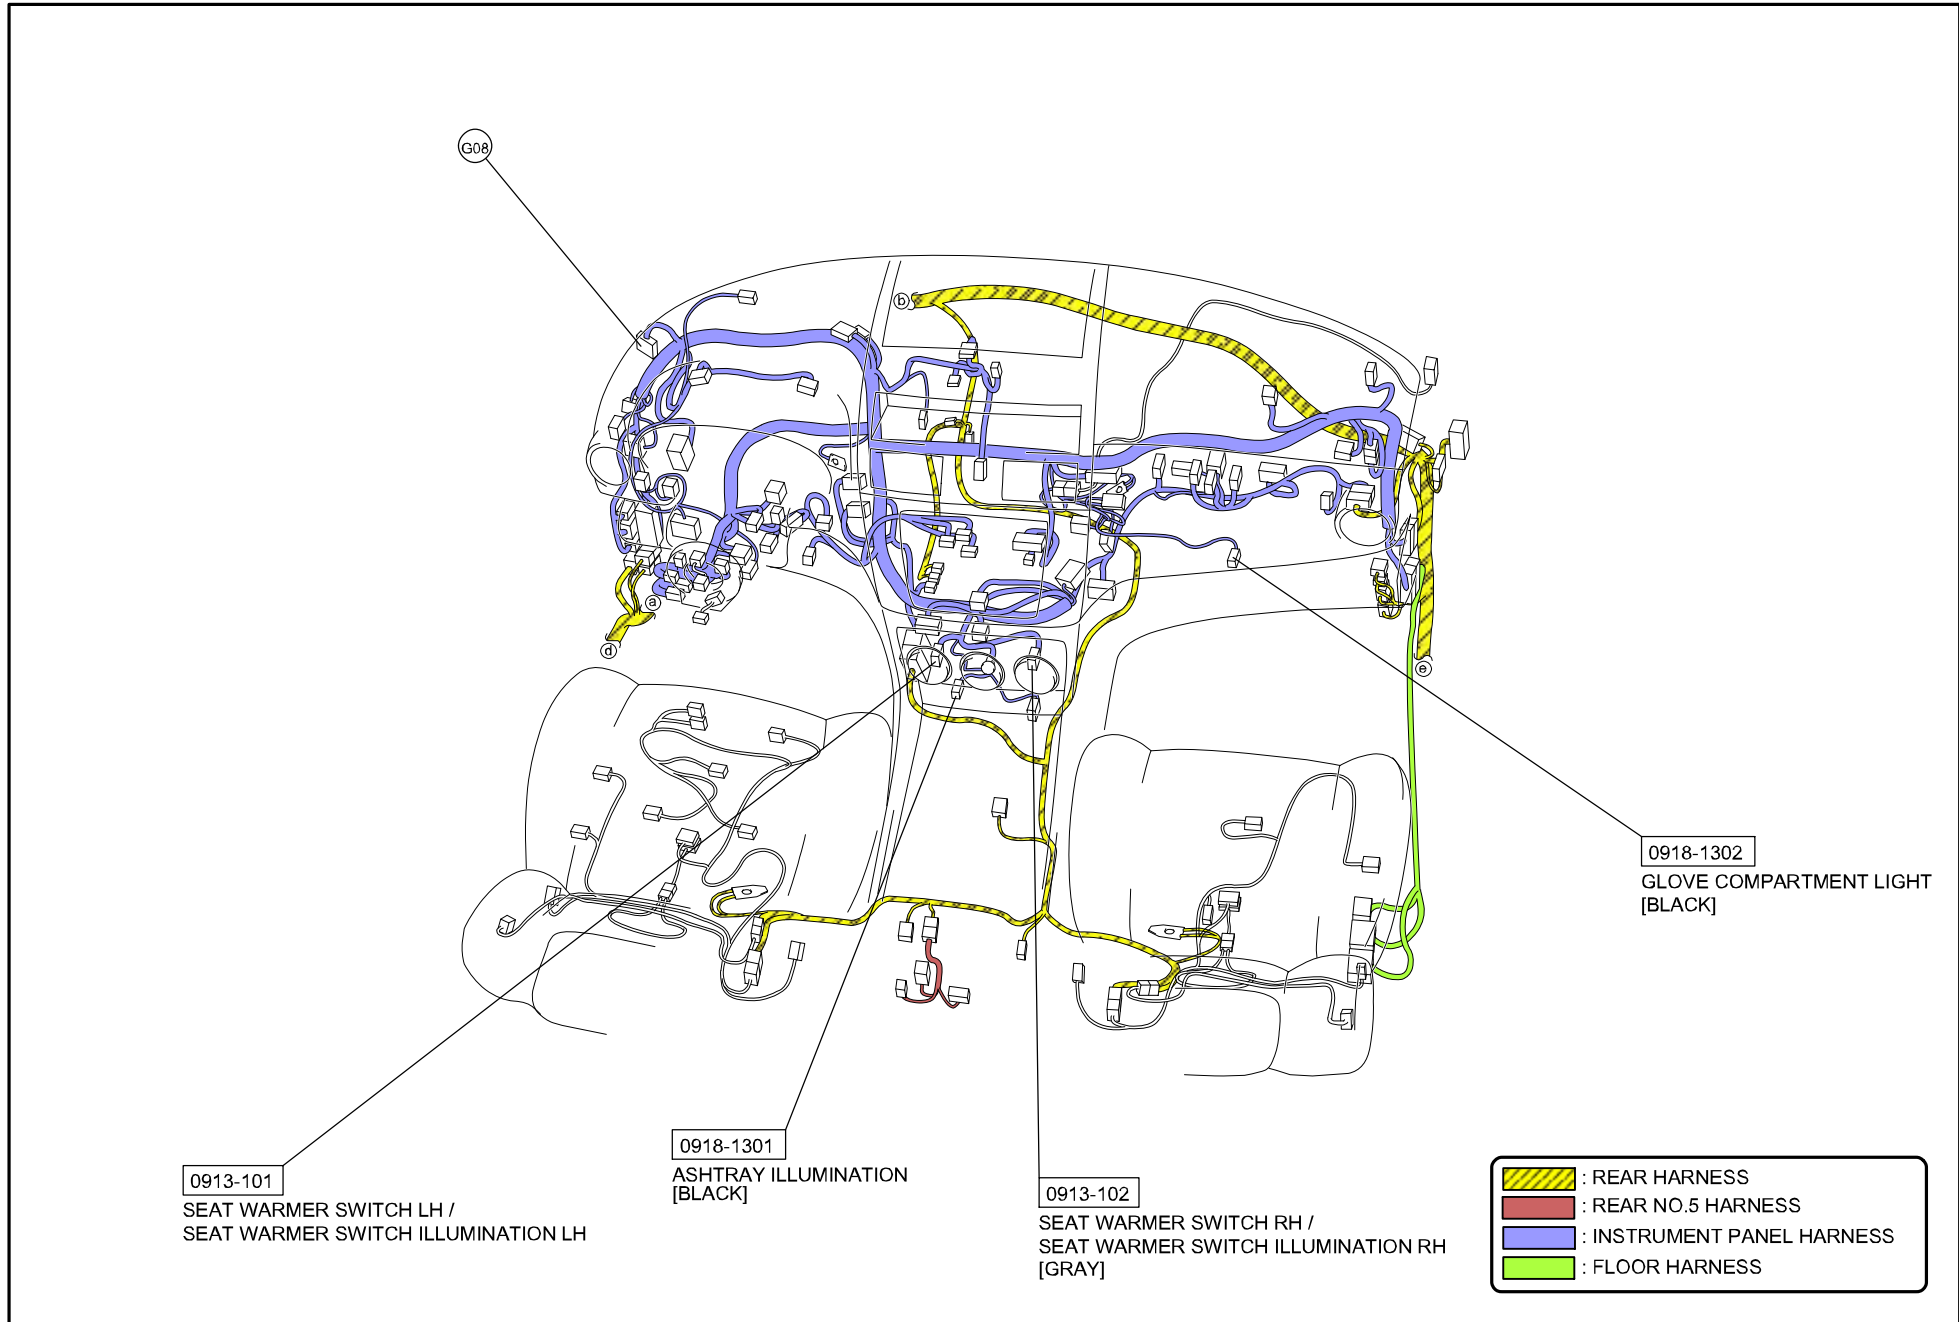 G08
b
a
d
e
0918-1302
GLOVE COMPARTMENT LIGHT
[BLACK]
0918-1301
ASHTRAY ILLUMINATION
[BLACK]
0913-101
SEAT WARMER SWITCH LH /
SEAT WARMER SWITCH ILLUMINATION LH
0913-102
SEAT WARMER SWITCH RH /
SEAT WARMER SWITCH ILLUMINATION RH
[GRAY]
: REAR HARNESS
: REAR NO.5 HARNESS
: INSTRUMENT PANEL HARNESS
: FLOOR HARNESS